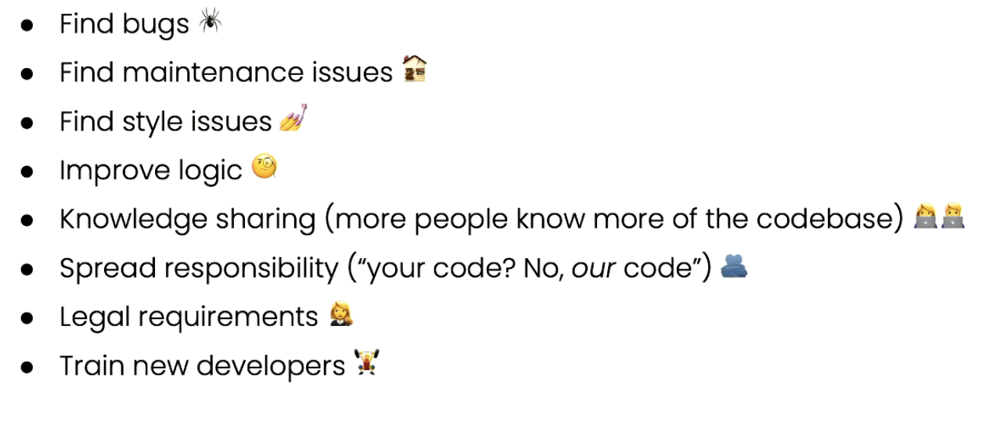 ● Find bugs 🕷
● Find maintenance issues 🏚
● Find style issues 💅
● Improve logic 🧐
● Knowledge sharing (more people know more of the codebase) 👩‍💻🧑‍💻
● Spread responsibility (“your code? No, our code”) 🫂
● Legal requirements 👩‍💼
● Train new developers 🏋️